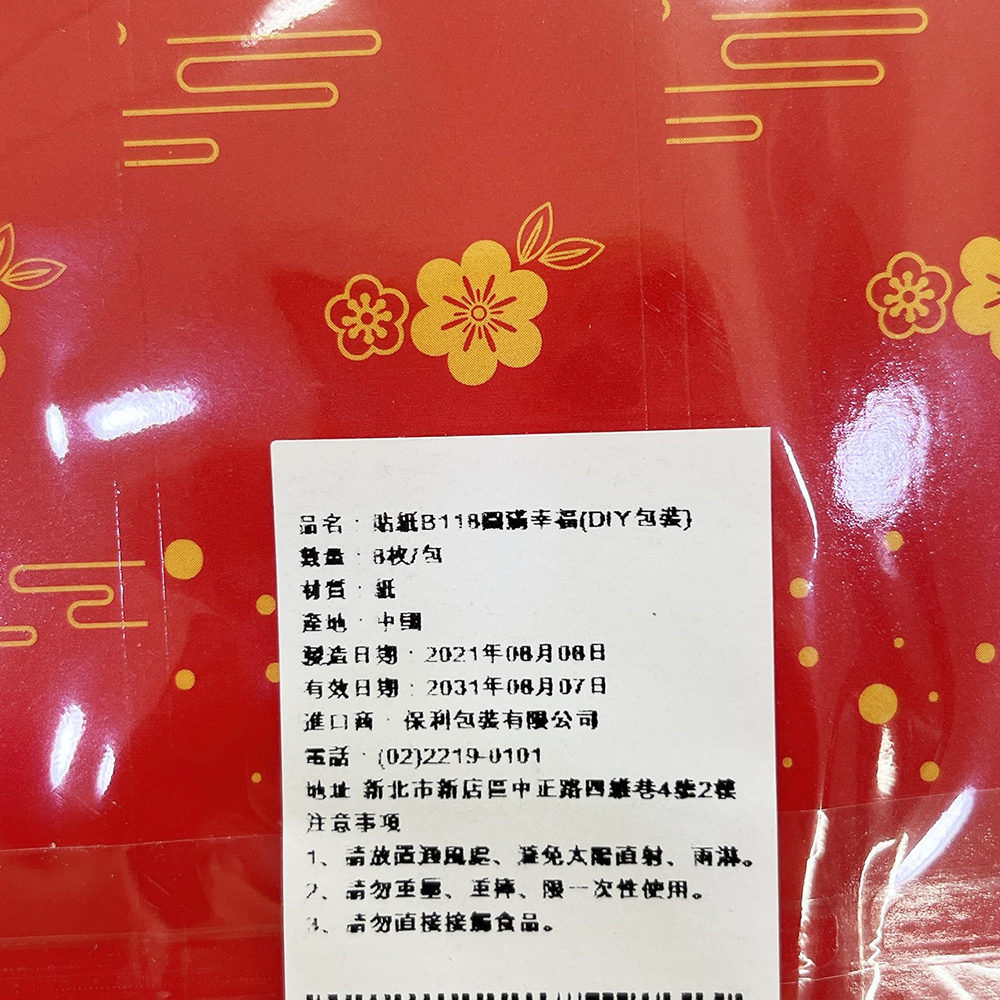 品名：貼紙B118圓滿幸福(DIY包裝)
數量：8枚/包
材質：紙
產地：中國
製造日期：2021年08月08日
有效日期：2031年08月07日
進口商：保利包裝有限公司
電話：(02)2219-0101
地址 新北市新店區中正路四維巷4號2樓
注意事項
1、請放置通風處、避免太陽直射、雨淋。
2、請勿重壓、重摔、限一次性使用。
3、請勿直接接觸食品。